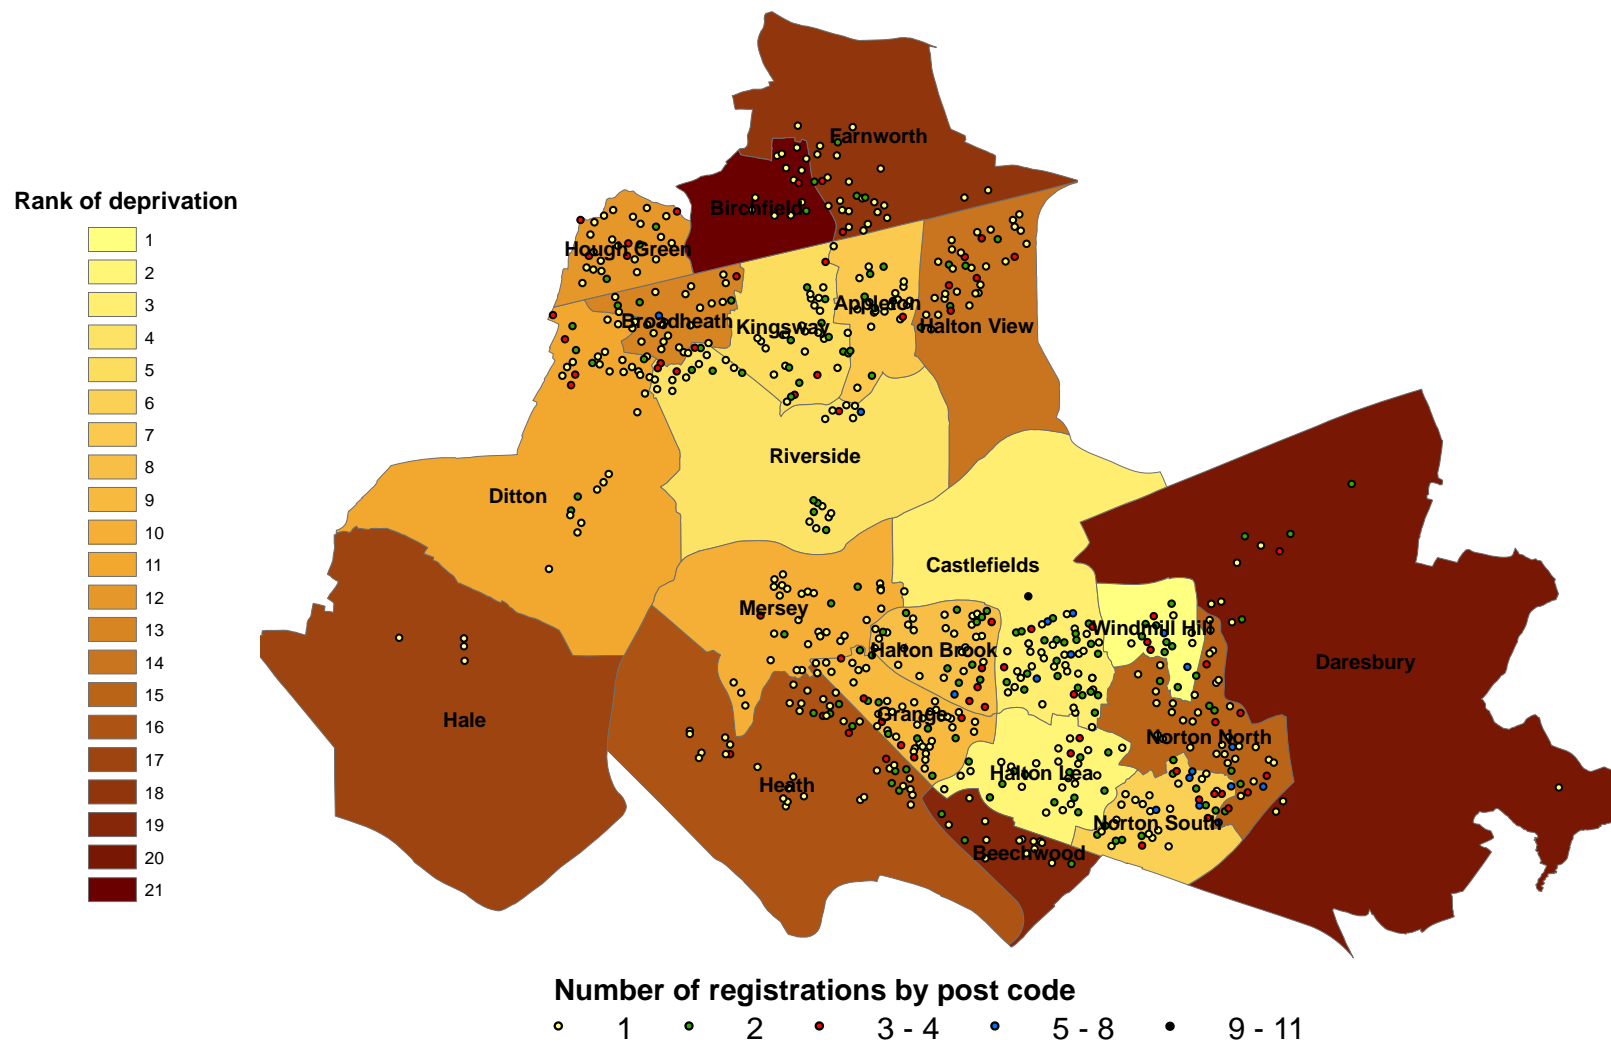 Rank of deprivation
1
2
3
4
5
6
7
8
9
10
11
12
13
14
15
16
17
18
19
20
21
Farnworth
Birchfield
Hough Green
Appleton
Broadheath
Kingsway
Halton View
Riverside
Ditton
Castlefields
Mersey
Windmill Hill
Halton Brook
Daresbury
Grange
Hale
Norton North
Halton Lea
Heath
Norton South
Beechwood
Number of registrations by post code
1 2 3 - 4 5 - 8 9 - 11